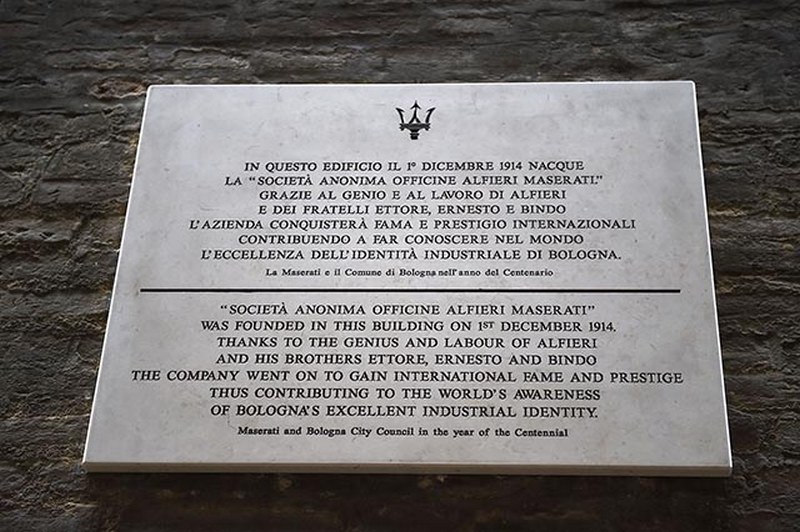 IN QUESTO EDIFICIO IL 1° DICEMBRE 1914 NACQUE
LA "SOCIETÀ ANONIMA OFFICINE ALFIERI MASERATI."
GRAZIE AL GENIO E AL LAVORO DI ALFIERI
E DEI FRATELLI ETTORE, ERNESTO E BINDO
L'AZIENDA CONQUISTERÀ FAMA E PRESTIGIO INTERNAZIONALI
CONTRIBUENDO A FAR CONOSCERE NEL MONDO
L'ECCELLENZA DELL'IDENTITÀ INDUSTRIALE DI BOLOGNA.
La Maserati e il Comune di Bologna nell'anno del Centenario
"SOCIETÀ ANONIMA OFFICINE ALFIERI MASERATI"
WAS FOUNDED IN THIS BUILDING ON 1ST DECEMBER 1914.
THANKS TO THE GENIUS AND LABOUR OF ALFIERI
AND HIS BROTHERS ETTORE, ERNESTO AND BINDO
THE COMPANY WENT ON TO GAIN INTERNATIONAL FAME AND PRESTIGE
THUS CONTRIBUTING TO THE WORLD'S AWARENESS
OF BOLOGNA'S EXCELLENT INDUSTRIAL IDENTITY.
Maserati and Bologna City Council in the year of the Centennial